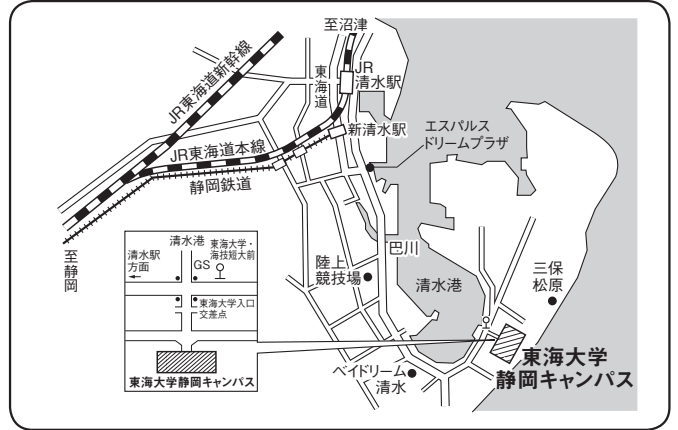 至沼津
JR東海道新幹線
東海道
JR
清水駅
新清水駅
エスパルス
ドリームプラザ
JR東海道本線
静岡鉄道
至静岡
巴川
陸上
競技場
清水港
三保
松原
東海大学
静岡キャンパス
ベイドリーム
清水
清水港
清水駅
方面
GS
東海大学・
海技短大前
東海大学入口
交差点
東海大学静岡キャンパス